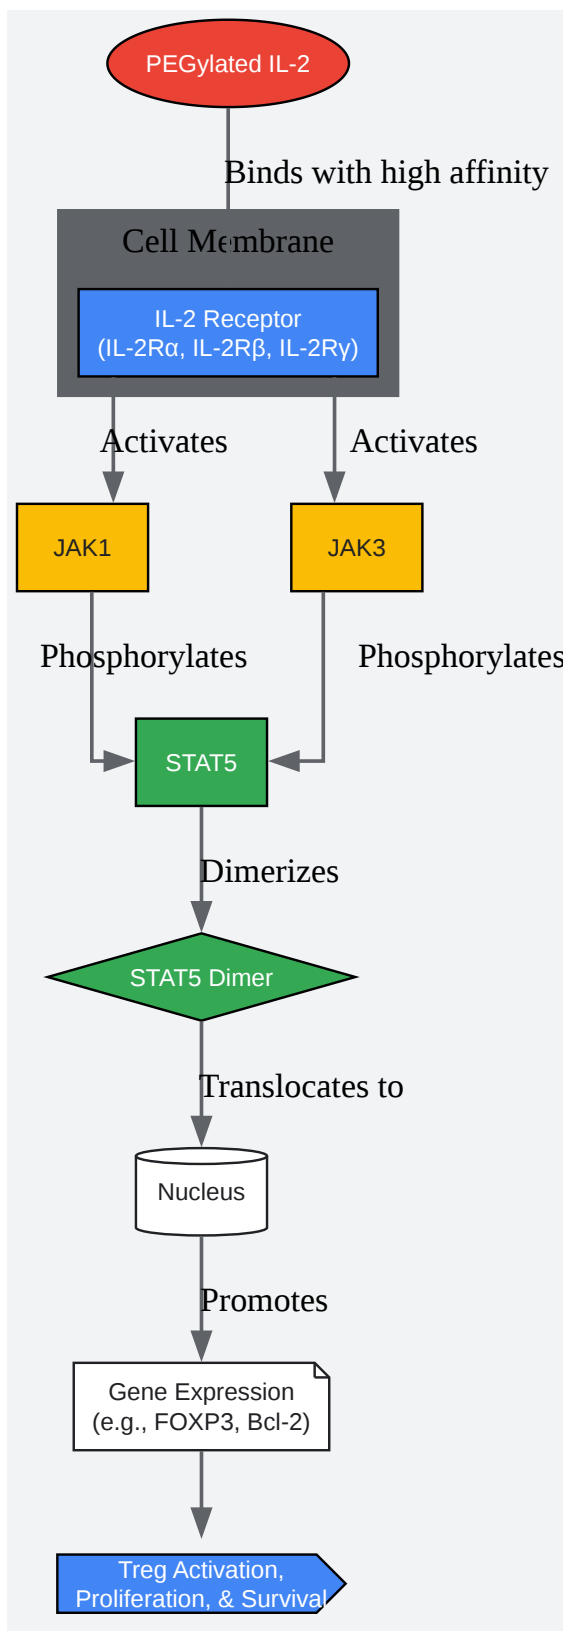 PEGylated IL-2
Binds with high affinity
Cell Membrane
IL-2 Receptor
(IL-2Rα, IL-2Rβ, IL-2Rγ)
Activates
Activates
JAK1
JAK3
Phosphorylates
Phosphorylates
STAT5
Dimerizes
STAT5 Dimer
Translocates to
Nucleus
Promotes
Gene Expression
(e.g., FOXP3, Bcl-2)
Treg Activation,
Proliferation, & Survival